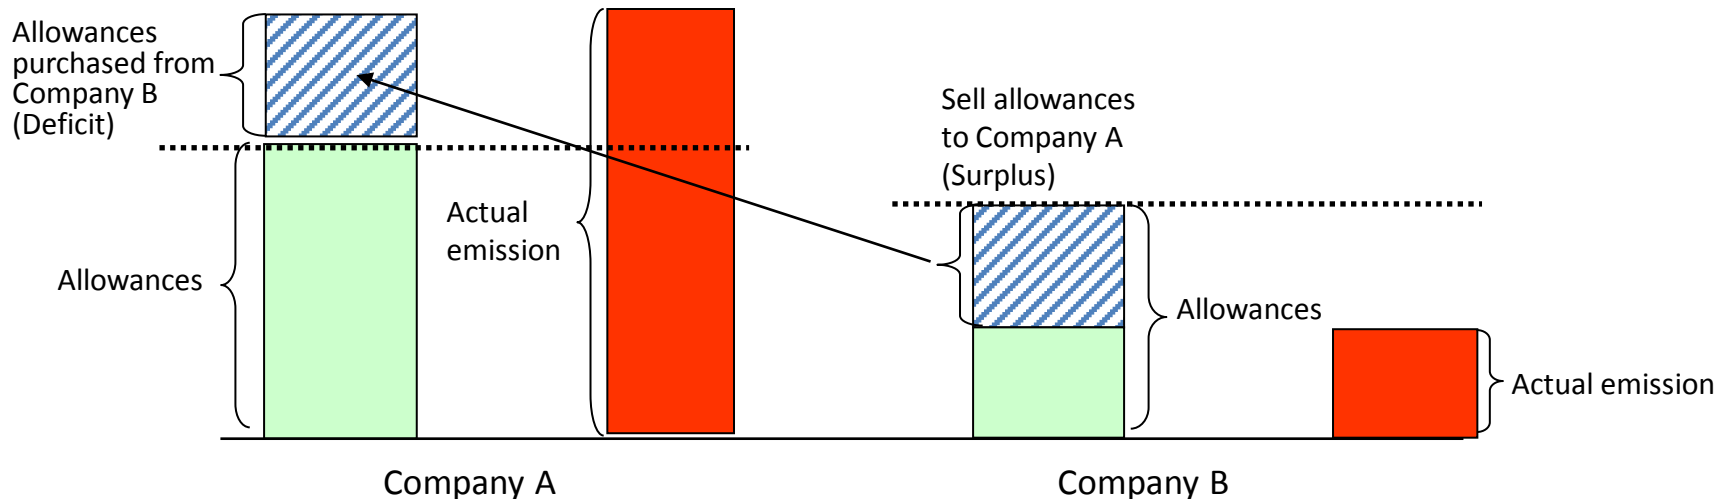 Allowances
purchased from
Company B
(Deficit)
Allowances
Actual
emission
Sell allowances
to Company A
(Surplus)
Allowances
Actual emission
Company A
Company B